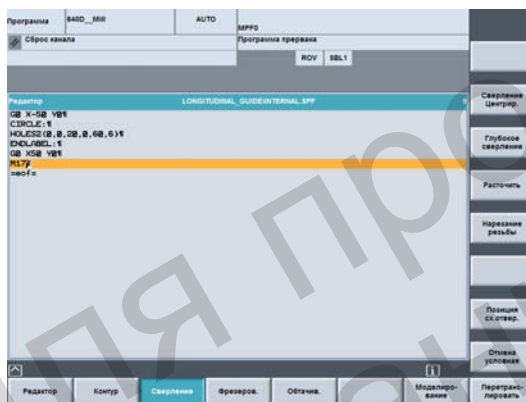 Программа 840D__Mill AUTO MPF0
Сброс канала Программа прервана
ROV SBL1
Редактор LONGITUDINAL_GUIDE\INTERNAL.SPF
G0 X-50 Y0¶
CIRCLE:¶
HOLES2(0,0,20,0,60,6)¶
ENDLABEL:¶
G0 X50 Y0¶
M17¶
=eof=
Сверление Центрир.
Глубокое сверление
Расточить
Нарезание резьбы
Позиция сх.отвер.
Отмена условная
Редактор Контур Сверление Фрезеров. Обтачив. Моделиро-вание Перетранс-лировать